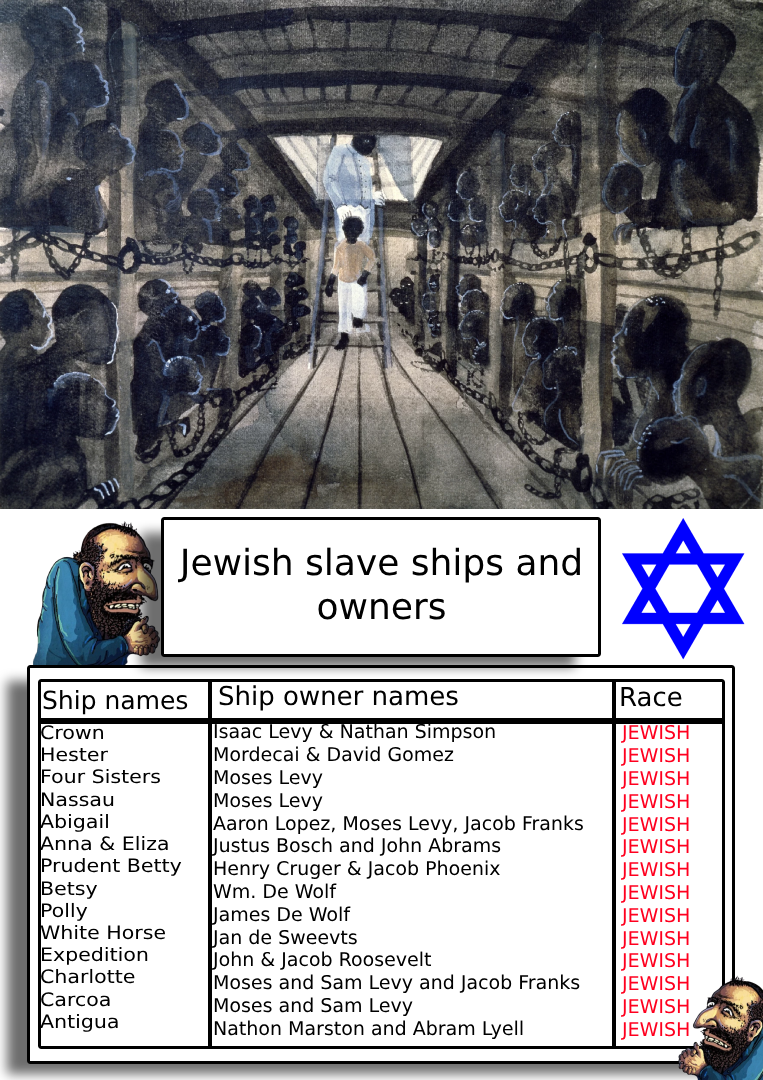 Jewish slave ships and
owners
Ship names Ship owner names Race
Crown Isaac Levy & Nathan Simpson JEWISH
Hester Mordecai & David Gomez JEWISH
Four Sisters Moses Levy JEWISH
Nassau Moses Levy JEWISH
Abigail Aaron Lopez, Moses Levy, Jacob Franks JEWISH
Anna & Eliza Justus Bosch and John Abrams JEWISH
Prudent Betty Henry Cruger & Jacob Phoenix JEWISH
Betsy Wm. De Wolf JEWISH
Polly James De Wolf JEWISH
White Horse Jan de Sweevts JEWISH
Expedition John & Jacob Roosevelt JEWISH
Charlotte Moses and Sam Levy and Jacob Franks JEWISH
Carcoa Moses and Sam Levy JEWISH
Antigua Nathon Marston and Abram Lyell JEWISH